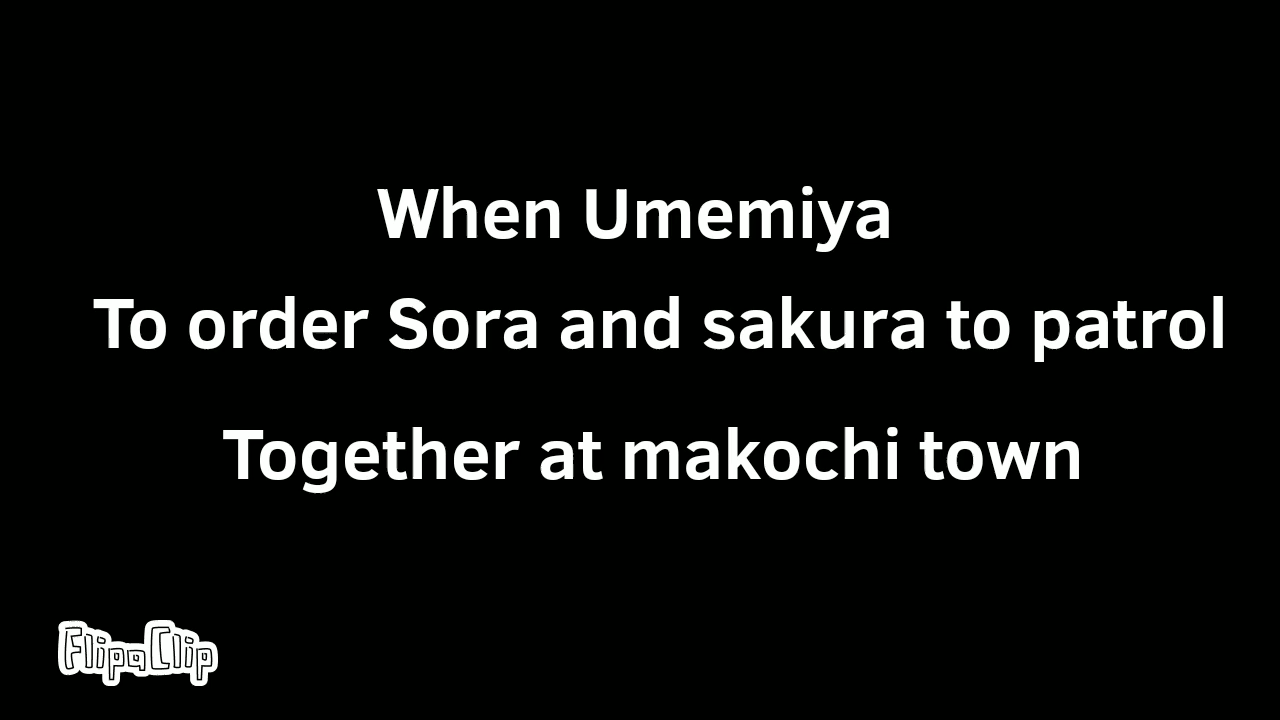 When Umemiya
To order Sora and sakura to patrol
Together at makochi town
FlipaClip